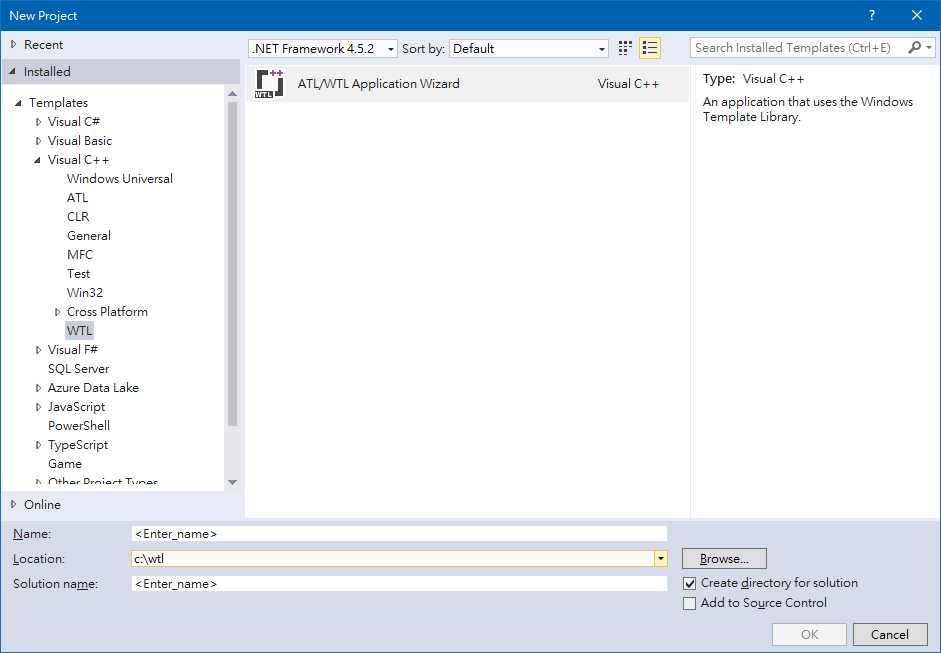 New Project
Recent
.NET Framework 4.5.2 Sort by: Default
Search Installed Templates (Ctrl+E)
Installed
Templates
Visual C#
Visual Basic
Visual C++
Windows Universal
ATL
CLR
General
MFC
Test
Win32
Cross Platform
WTL
Visual F#
SQL Server
Azure Data Lake
JavaScript
PowerShell
TypeScript
Game
Other Project Types
Online
++
WTL
ATL/WTL Application Wizard Visual C++
Type: Visual C++
An application that uses the Windows
Template Library.
Name: <Enter_name>
Location: c:\wtl Browse...
Solution name: <Enter_name>
Create directory for solution
Add to Source Control
OK Cancel